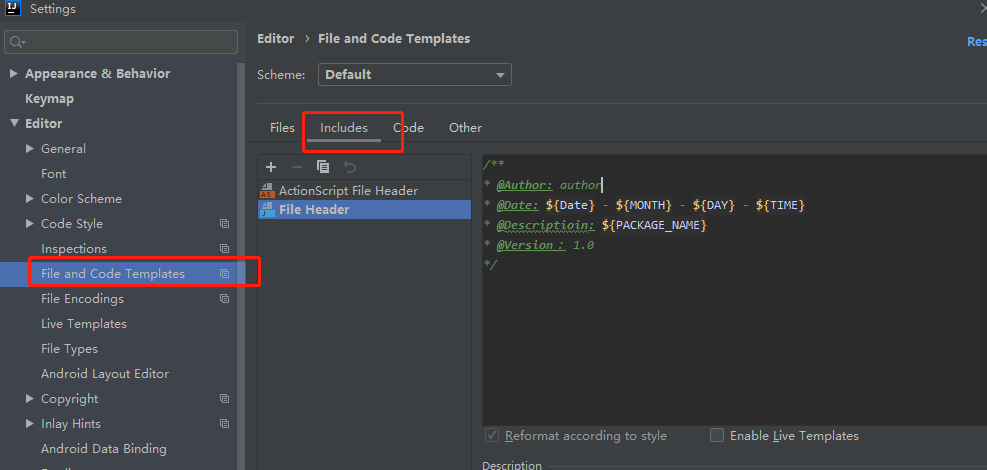 IJ Settings
Editor › File and Code Templates
Res
Scheme: Default
Appearance & Behavior
Keymap
Editor
General
Font
Color Scheme
Code Style
Inspections
File and Code Templates
File Encodings
Live Templates
File Types
Android Layout Editor
Copyright
Inlay Hints
Android Data Binding
Files Includes Code Other
ActionScript File Header
File Header
/**
* @Author: author
* @Date: ${Date} - ${MONTH} - ${DAY} - ${TIME}
* @Descriptioin: ${PACKAGE_NAME}
* @Version： 1.0
*/
Reformat according to style Enable Live Templates
Description